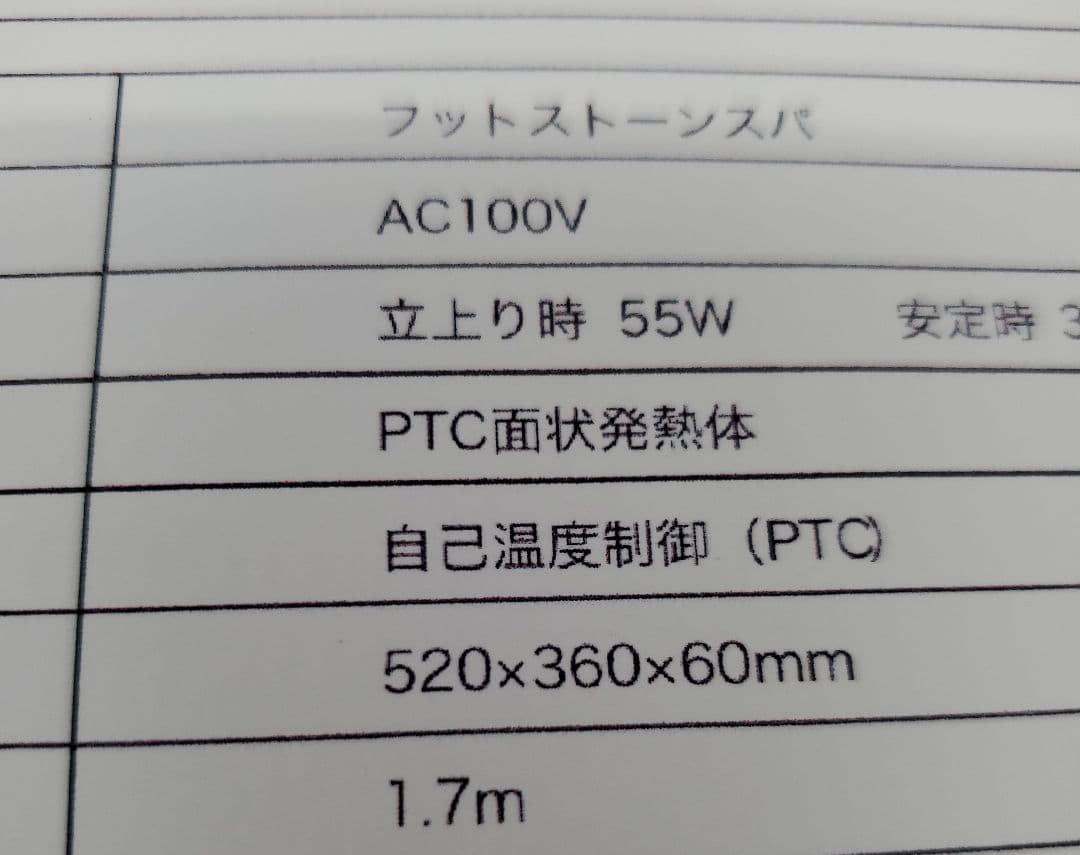 フットストーンスパ
AC100V
立上り時 55W 安定時
PTC面状発熱体
自己温度制御（PTC）
520×360×60mm
1.7m